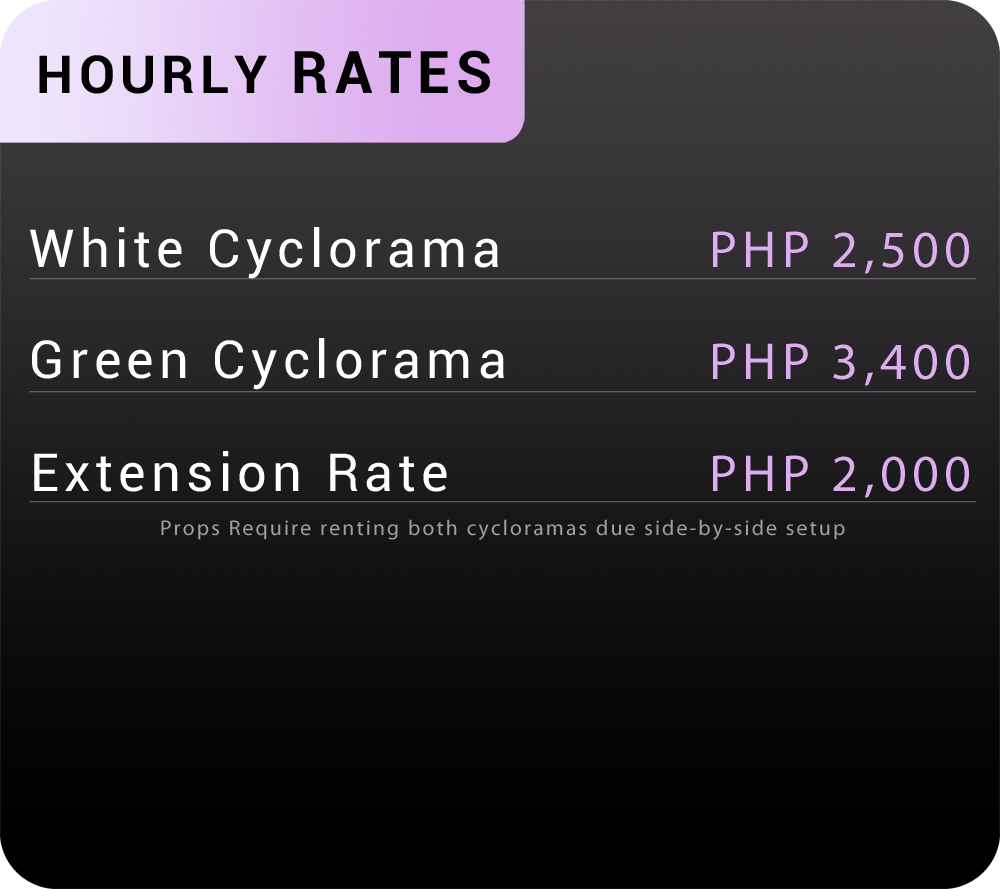 HOURLY RATES
White Cyclorama PHP 2,500
Green Cyclorama PHP 3,400
Extension Rate PHP 2,000
Props Require renting both cycloramas due side-by-side setup